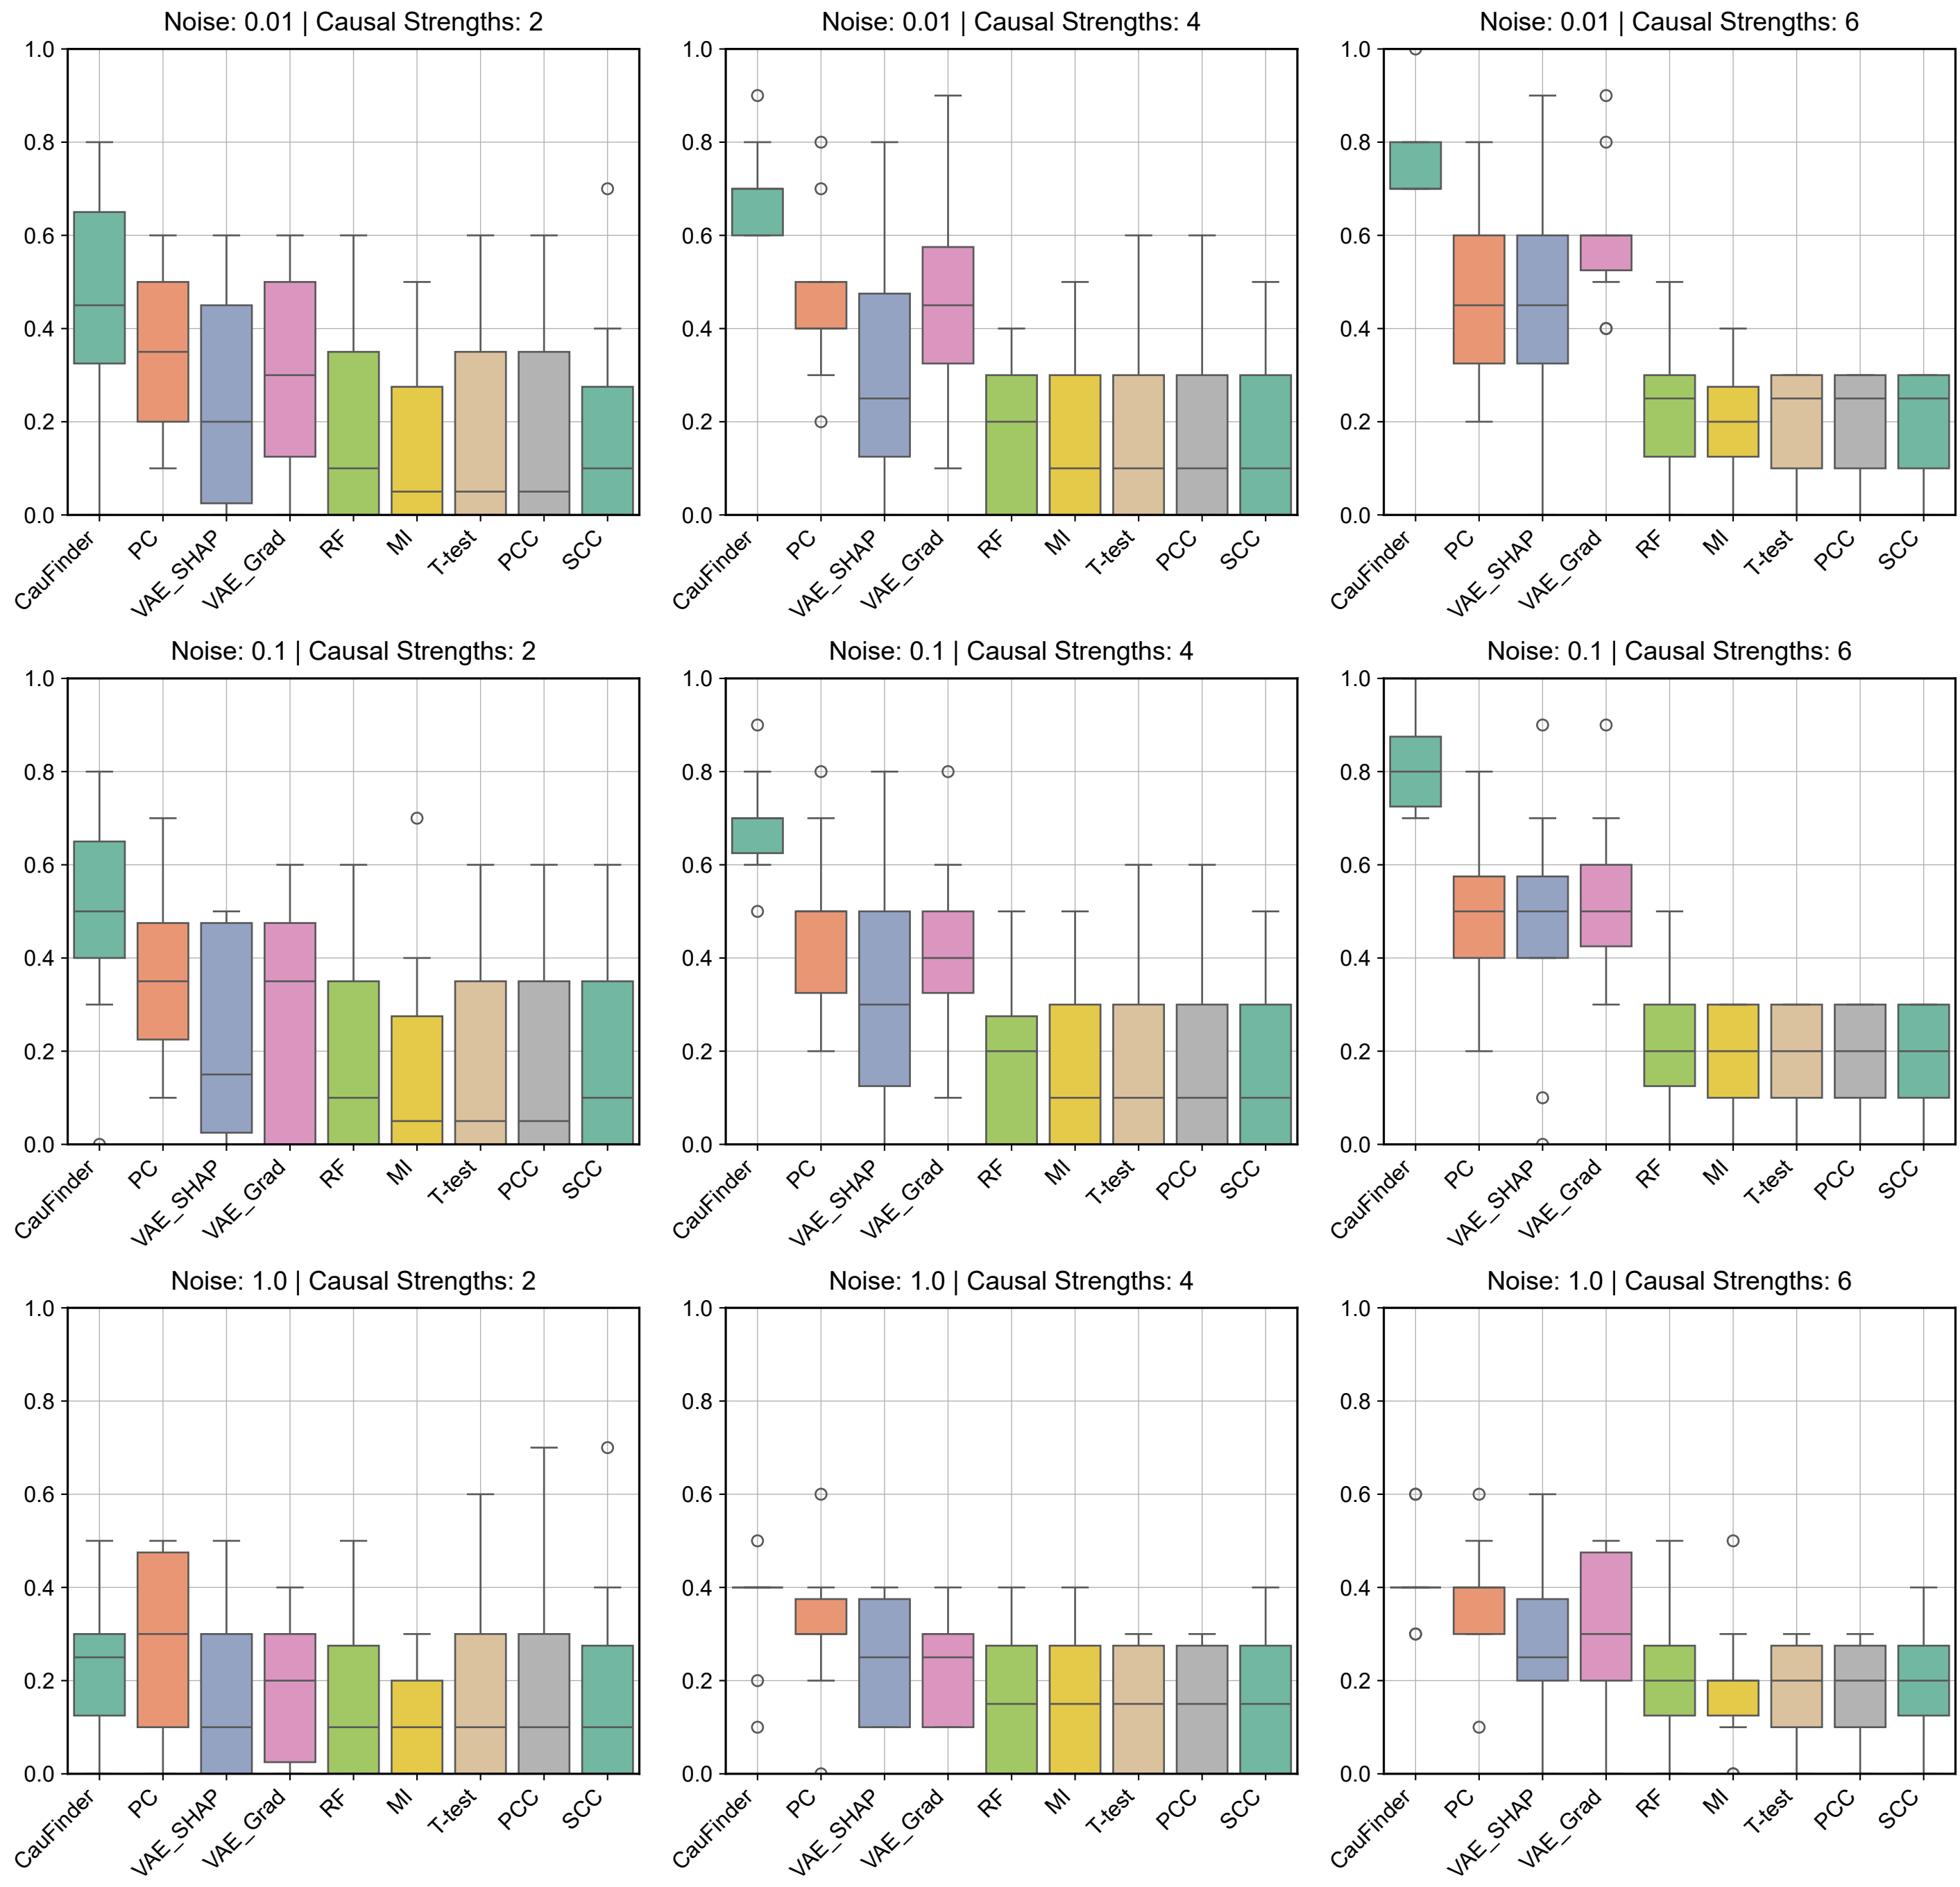 Noise: 0.01 | Causal Strengths: 2
1.0
0.8
0.6
0.4
0.2
0.0
CauFinder
PC
VAE_SHAP
VAE_Grad
RF
MI
T-test
PCC
SCC
Noise: 0.01 | Causal Strengths: 4
1.0
0.8
0.6
0.4
0.2
0.0
CauFinder
PC
VAE_SHAP
VAE_Grad
RF
MI
T-test
PCC
SCC
Noise: 0.01 | Causal Strengths: 6
1.0
0.8
0.6
0.4
0.2
0.0
CauFinder
PC
VAE_SHAP
VAE_Grad
RF
MI
T-test
PCC
SCC
Noise: 0.1 | Causal Strengths: 2
1.0
0.8
0.6
0.4
0.2
0.0
CauFinder
PC
VAE_SHAP
VAE_Grad
RF
MI
T-test
PCC
SCC
Noise: 0.1 | Causal Strengths: 4
1.0
0.8
0.6
0.4
0.2
0.0
CauFinder
PC
VAE_SHAP
VAE_Grad
RF
MI
T-test
PCC
SCC
Noise: 0.1 | Causal Strengths: 6
1.0
0.8
0.6
0.4
0.2
0.0
CauFinder
PC
VAE_SHAP
VAE_Grad
RF
MI
T-test
PCC
SCC
Noise: 1.0 | Causal Strengths: 2
1.0
0.8
0.6
0.4
0.2
0.0
CauFinder
PC
VAE_SHAP
VAE_Grad
RF
MI
T-test
PCC
SCC
Noise: 1.0 | Causal Strengths: 4
1.0
0.8
0.6
0.4
0.2
0.0
CauFinder
PC
VAE_SHAP
VAE_Grad
RF
MI
T-test
PCC
SCC
Noise: 1.0 | Causal Strengths: 6
1.0
0.8
0.6
0.4
0.2
0.0
CauFinder
PC
VAE_SHAP
VAE_Grad
RF
MI
T-test
PCC
SCC